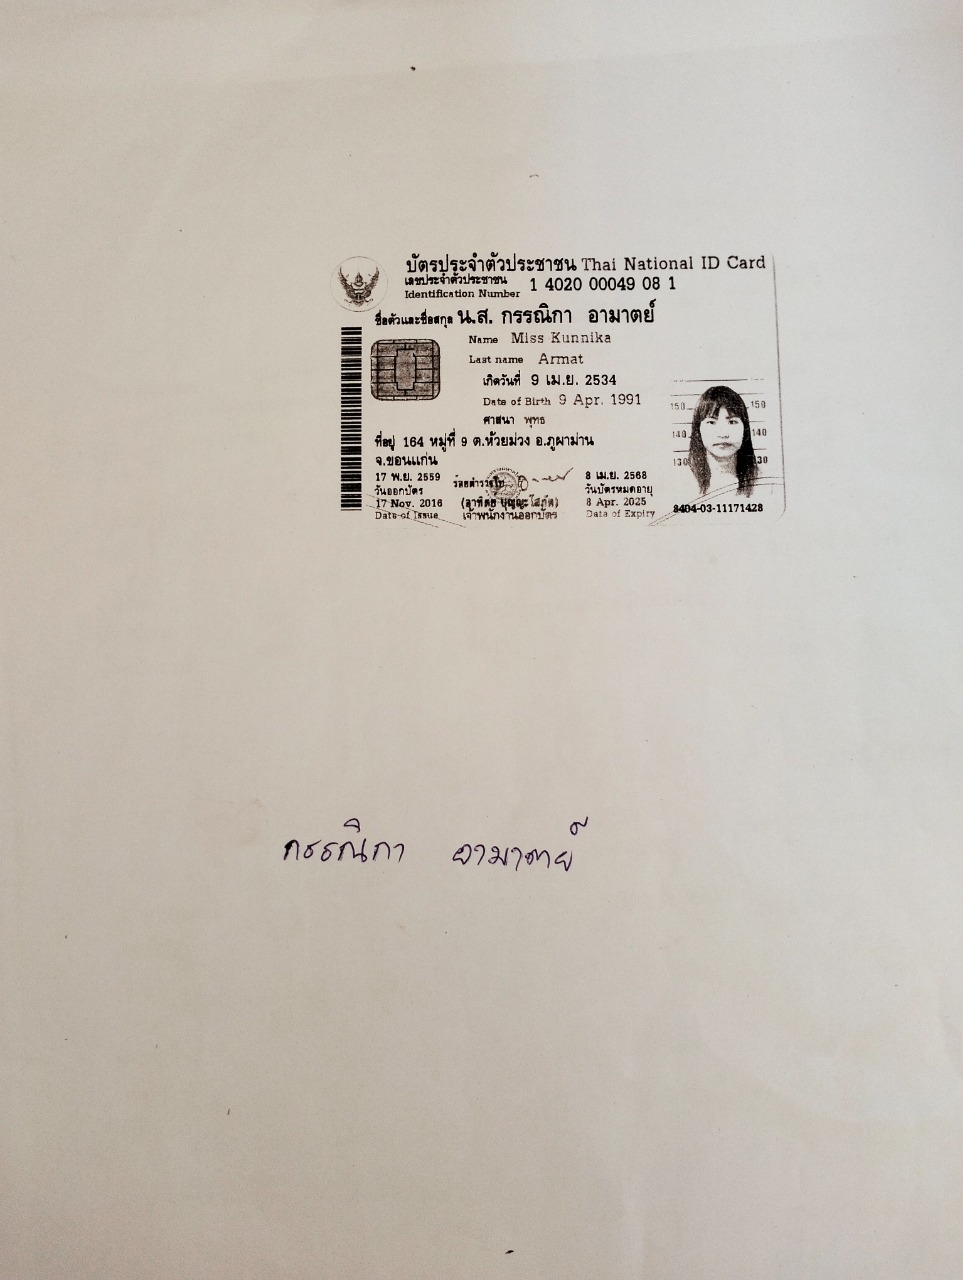 บัตรประจำตัวประชาชน Thai National ID Card
เลขประจำตัวประชาชน
Identification Number 1 4020 00049 08 1
ชื่อตัวและชื่อสกุล น.ส. กรรณิกา อามาตย์
Name Miss Kunnika
Last name Armat
เกิดวันที่ 9 เม.ย. 2534
Date of Birth 9 Apr. 1991
ศาสนา พุทธ
ที่อยู่ 164 หมู่ที่ 9 ต.ห้วยม่วง อ.ภูผาม่าน
จ.ขอนแก่น
150 150
140 140
130 130
17 พ.ย. 2559
วันออกบัตร
17 Nov. 2016
Date of Issue
เจ้าพนักงานออกบัตร
8 เม.ย. 2568
วันบัตรหมดอายุ
8 Apr. 2025
Date of Expiry
8404-03-11171428
กรรณิกา อามาตย์